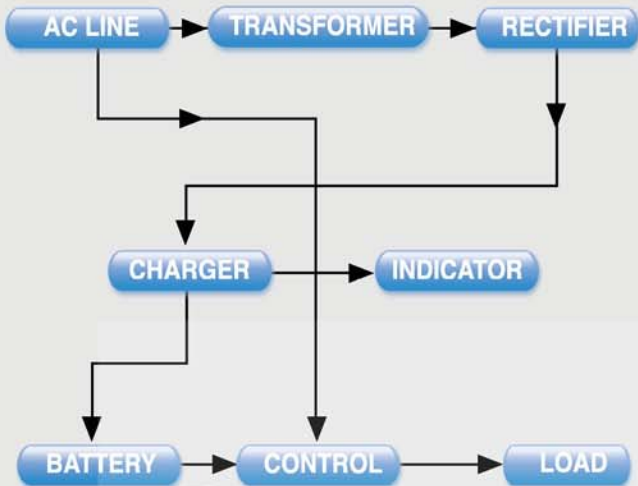 AC LINE
TRANSFORMER
RECTIFIER
CHARGER
INDICATOR
BATTERY
CONTROL
LOAD